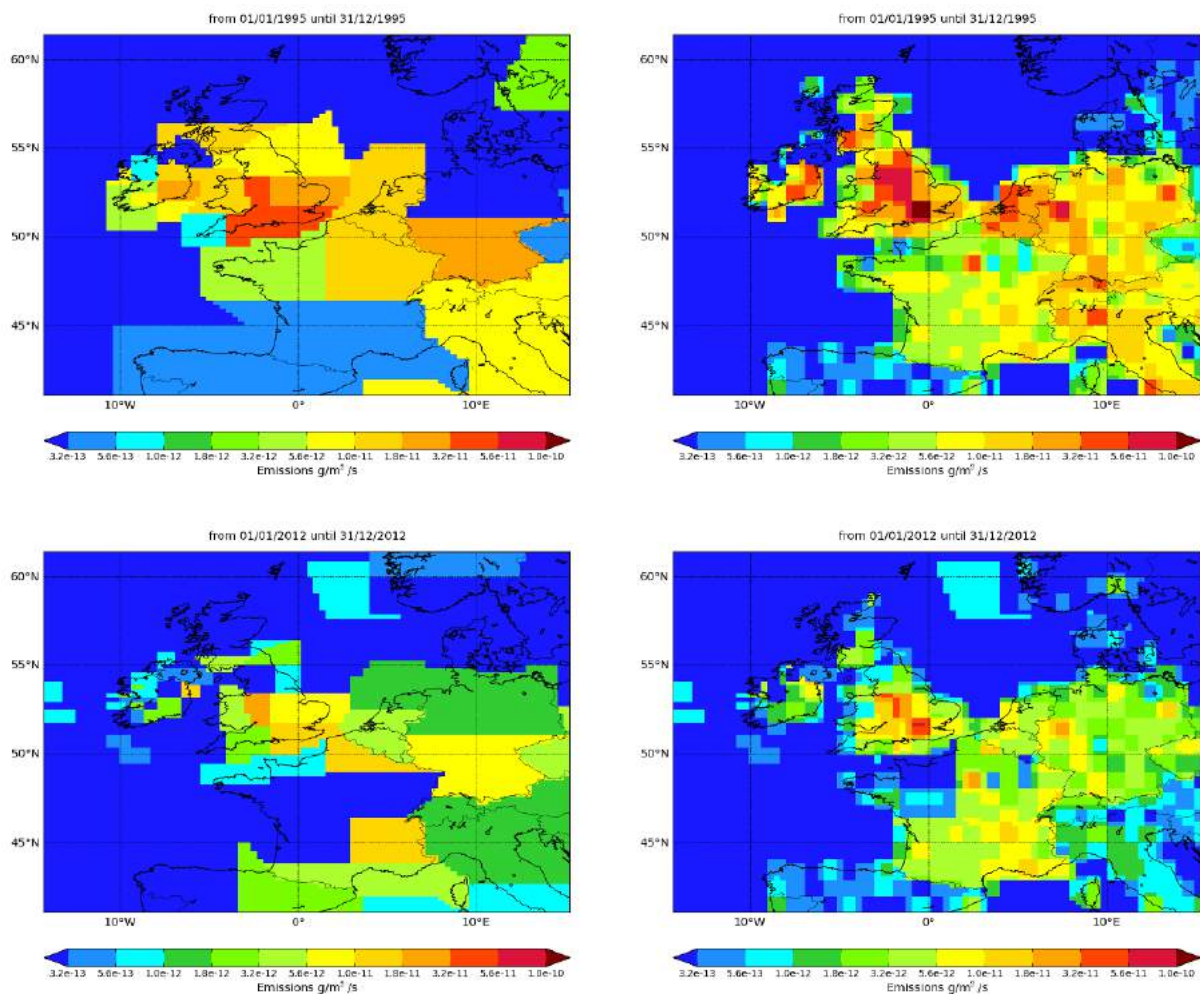 from 01/01/1995 until 31/12/1995
60°N
55°N
50°N
45°N
10°W 0° 10°E
3.2e-13 5.6e-13 1.0e-12 1.8e-12 3.2e-12 5.6e-12 1.0e-11 1.8e-11 3.2e-11 5.6e-11 1.0e-10
Emissions g/m²/s
from 01/01/1995 until 31/12/1995
60°N
55°N
50°N
45°N
10°W 0° 10°E
3.2e-13 5.6e-13 1.0e-12 1.8e-12 3.2e-12 5.6e-12 1.0e-11 1.8e-11 3.2e-11 5.6e-11 1.0e-10
Emissions g/m²/s
from 01/01/2012 until 31/12/2012
60°N
55°N
50°N
45°N
10°W 0° 10°E
3.2e-13 5.6e-13 1.0e-12 1.8e-12 3.2e-12 5.6e-12 1.0e-11 1.8e-11 3.2e-11 5.6e-11 1.0e-10
Emissions g/m²/s
from 01/01/2012 until 31/12/2012
60°N
55°N
50°N
45°N
10°W 0° 10°E
3.2e-13 5.6e-13 1.0e-12 1.8e-12 3.2e-12 5.6e-12 1.0e-11 1.8e-11 3.2e-11 5.6e-11 1.0e-10
Emissions g/m²/s